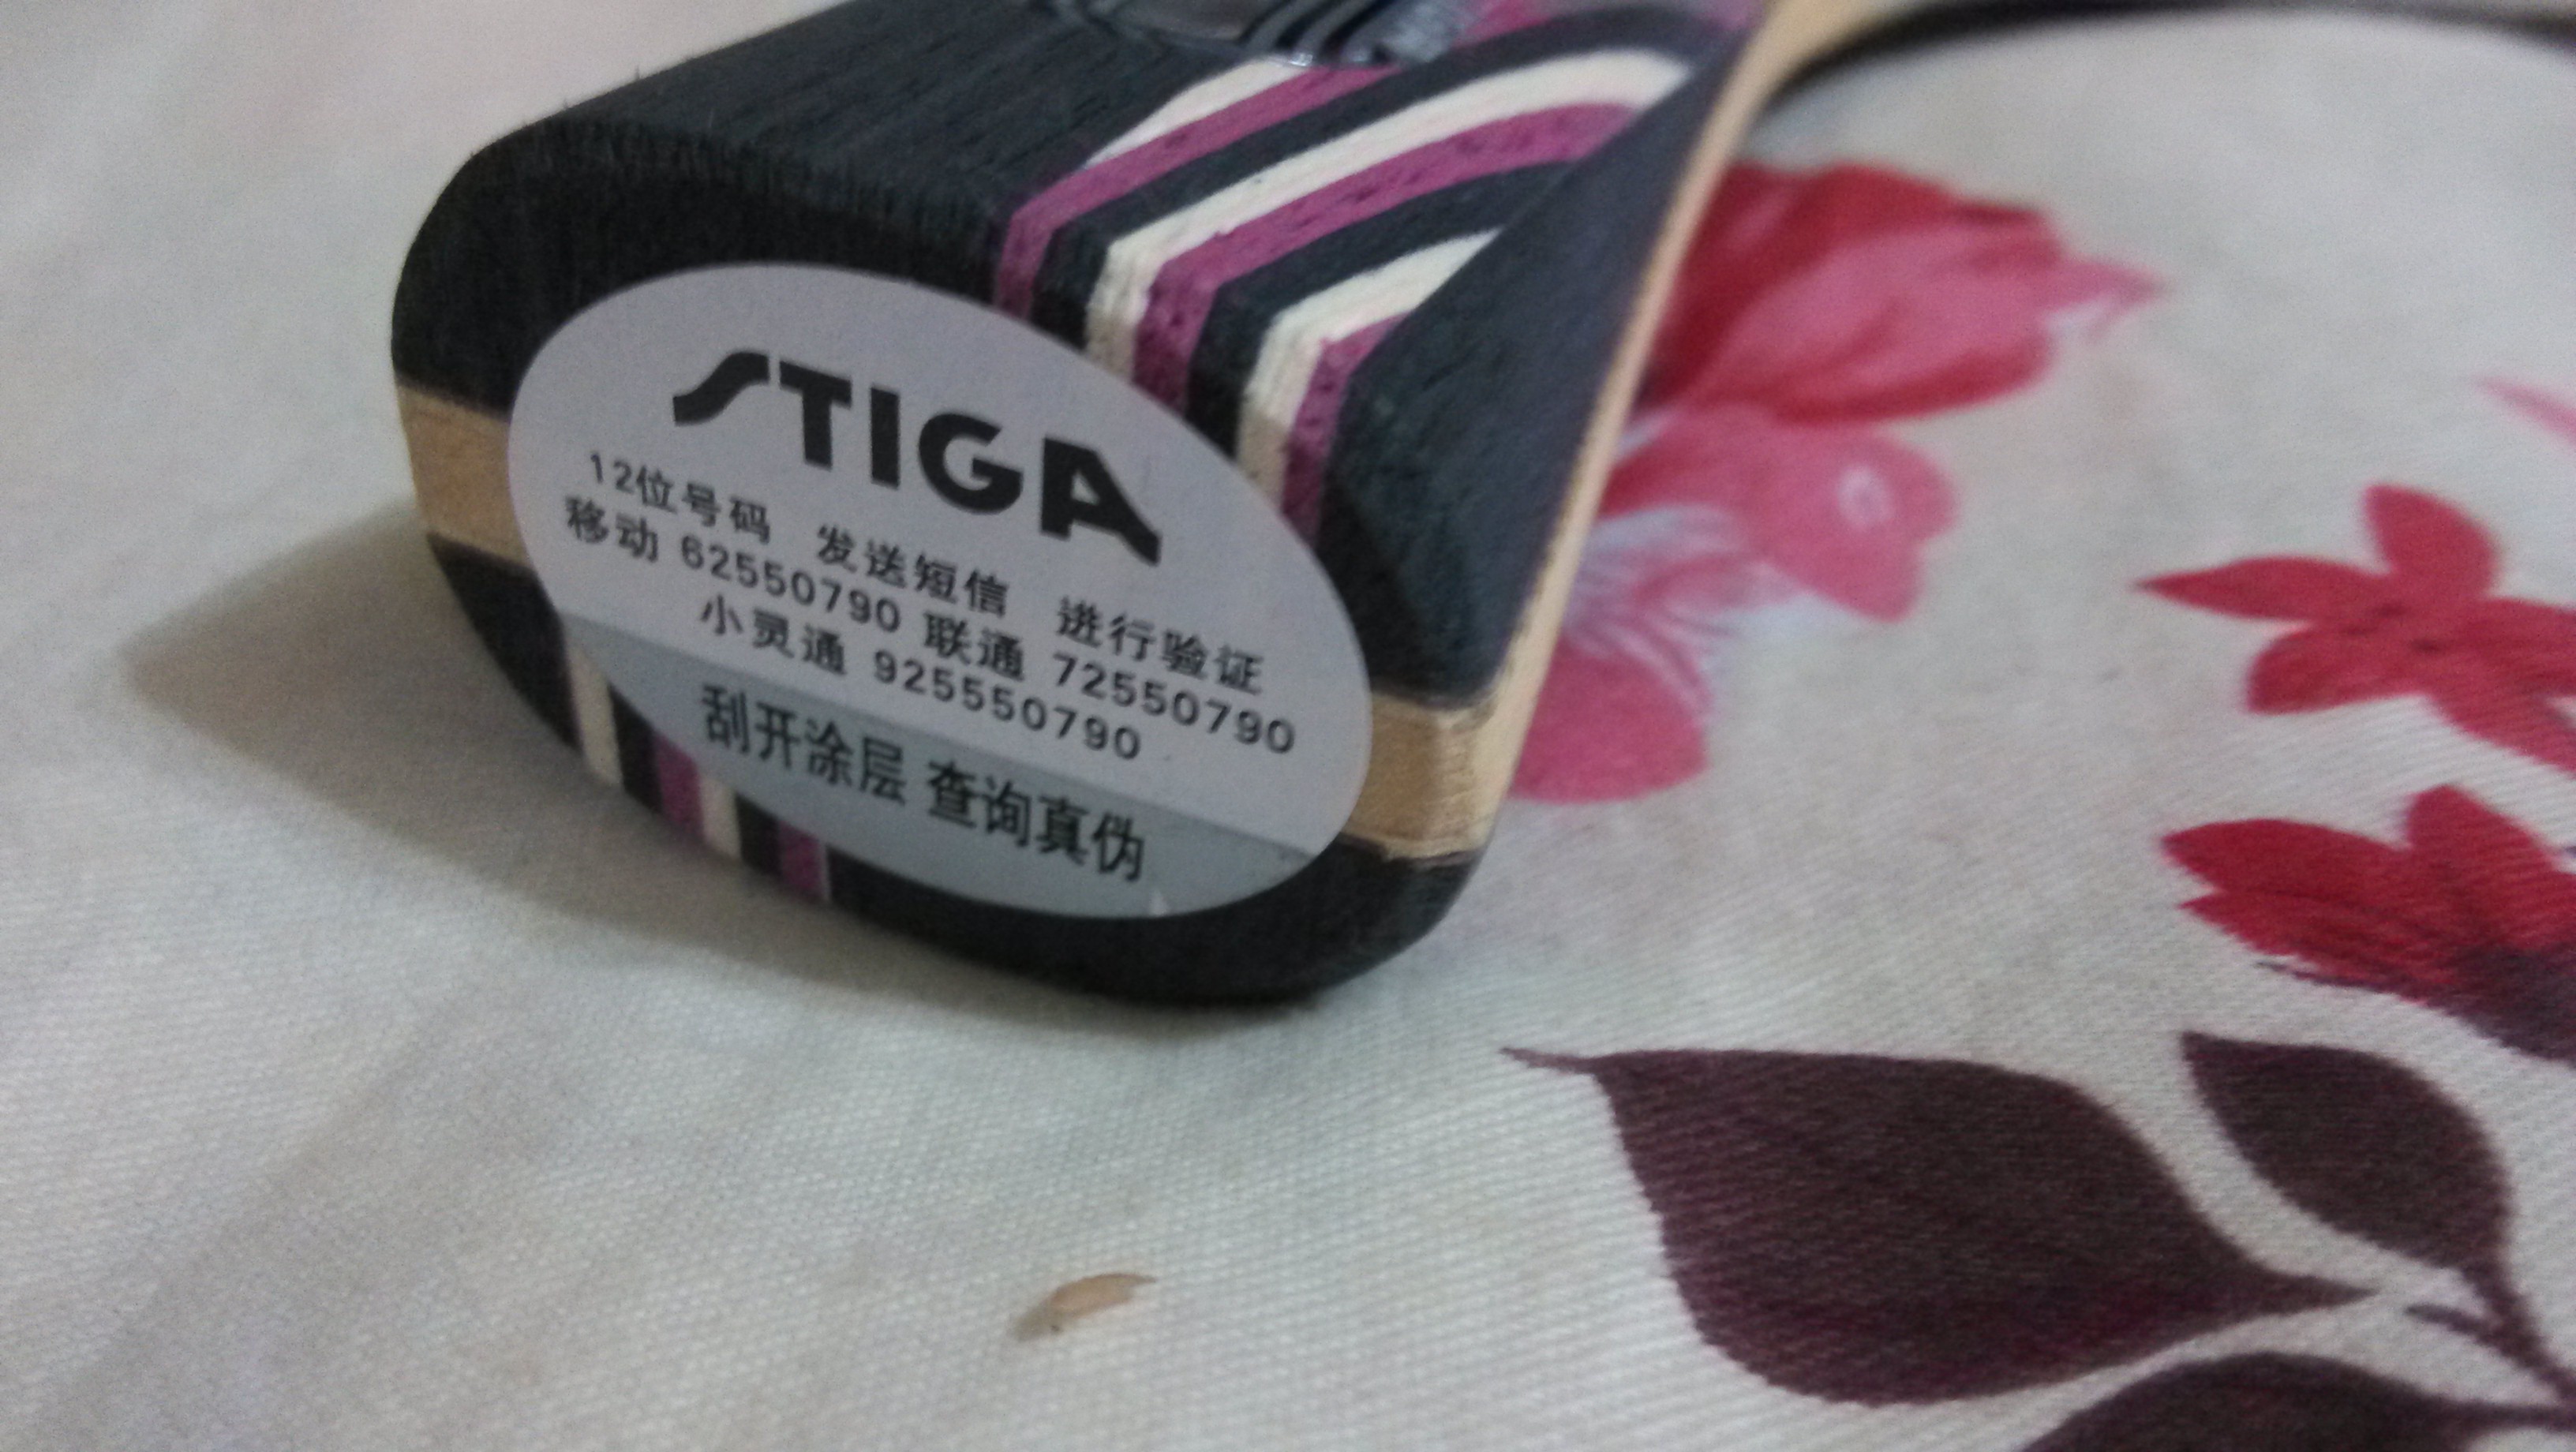 STIGA
12位号码 发送短信 进行验证
移动 62550790 联通 72550790
小灵通 925550790
刮开涂层 查询真伪